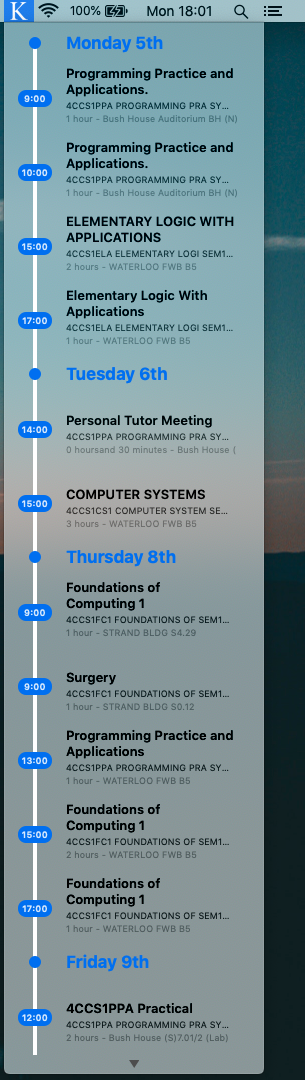 K 100% Mon 18:01
Monday 5th
9:00
Programming Practice and
Applications.
4CCS1PPA PROGRAMMING PRA SY...
1 hour - Bush House Auditorium BH (N)
10:00
Programming Practice and
Applications.
4CCS1PPA PROGRAMMING PRA SY...
1 hour - Bush House Auditorium BH (N)
15:00
ELEMENTARY LOGIC WITH
APPLICATIONS
4CCS1ELA ELEMENTARY LOGI SEM1...
2 hours - WATERLOO FWB B5
17:00
Elementary Logic With
Applications
4CCS1ELA ELEMENTARY LOGI SEM1...
1 hour - WATERLOO FWB B5
Tuesday 6th
14:00
Personal Tutor Meeting
4CCS1PPA PROGRAMMING PRA SY...
0 hoursand 30 minutes - Bush House (
15:00
COMPUTER SYSTEMS
4CCS1CS1 COMPUTER SYSTEM SE...
3 hours - WATERLOO FWB B5
Thursday 8th
9:00
Foundations of
Computing 1
4CCS1FC1 FOUNDATIONS OF SEM1...
1 hour - STRAND BLDG S4.29
9:00
Surgery
4CCS1FC1 FOUNDATIONS OF SEM1...
1 hour - STRAND BLDG S0.12
13:00
Programming Practice and
Applications
4CCS1PPA PROGRAMMING PRA SY...
1 hour - WATERLOO FWB B5
15:00
Foundations of
Computing 1
4CCS1FC1 FOUNDATIONS OF SEM1...
2 hours - WATERLOO FWB B5
17:00
Foundations of
Computing 1
4CCS1FC1 FOUNDATIONS OF SEM1...
1 hour - WATERLOO FWB B5
Friday 9th
12:00
4CCS1PPA Practical
4CCS1PPA PROGRAMMING PRA SY...
2 hours - Bush House (S)7.01/2 (Lab)